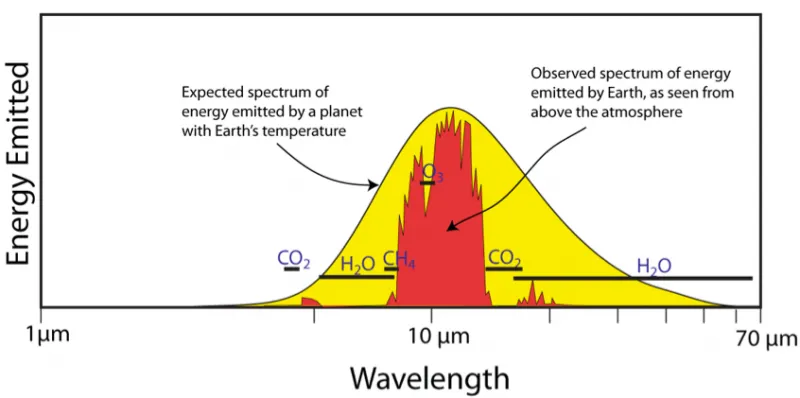 Expected spectrum of
energy emitted by a planet
with Earth's temperature
Observed spectrum of energy
emitted by Earth, as seen from
above the atmosphere
Energy Emitted
O₃
CO₂
H₂O
CH₄
CO₂
H₂O
1µm
10 µm
70 µm
Wavelength